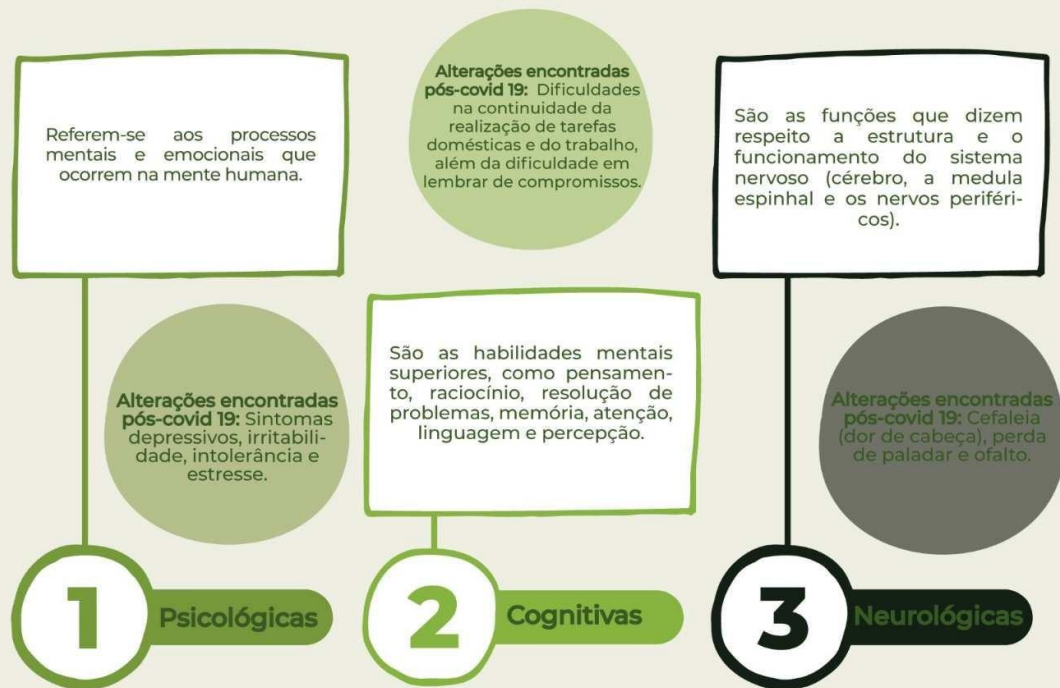 Referem-se aos processos
mentais e emocionais que
ocorrem na mente humana.
Alterações encontradas
pós-covid 19: Sintomas
depressivos, irritabili-
dade, intolerância e
estresse.
1
Psicológicas
Alterações encontradas
pós-covid 19: Dificuldades
na continuidade da
realização de tarefas
domésticas e do trabalho,
além da dificuldade em
lembrar de compromissos.
São as habilidades mentais
superiores, como pensamen-
to, raciocínio, resolução de
problemas, memória, atenção,
linguagem e percepção.
2
Cognitivas
São as funções que dizem
respeito a estrutura e o
funcionamento do sistema
nervoso (cérebro, a medula
espinhal e os nervos periféri-
cos).
Alterações encontradas
pós-covid 19: Cefaleia
(dor de cabeça), perda
de paladar e ofalto.
3
Neurológicas